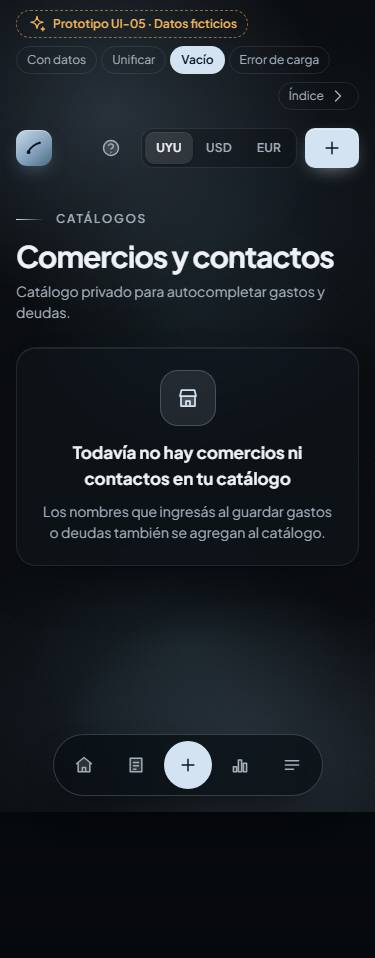 Prototipo UI-05 · Datos ficticios
Con datos
Unificar
Vacío
Error de carga
Índice
UYU
USD
EUR
CATÁLOGOS
Comercios y contactos
Catálogo privado para autocompletar gastos y
deudas.
Todavía no hay comercios ni
contactos en tu catálogo
Los nombres que ingresás al guardar gastos
o deudas también se agregan al catálogo.